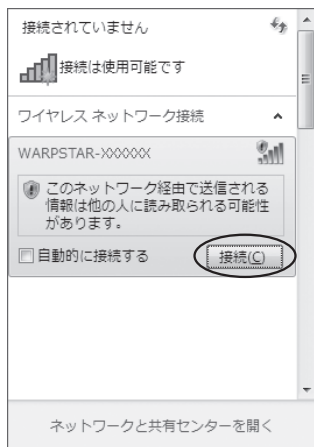 接続されていません
接続は使用可能です
ワイヤレス ネットワーク接続
WARPSTAR-XXXXXX
このネットワーク経由で送信される
情報は他の人に読み取られる可能性
があります。
自動的に接続する
接続(C)
ネットワークと共有センターを開く